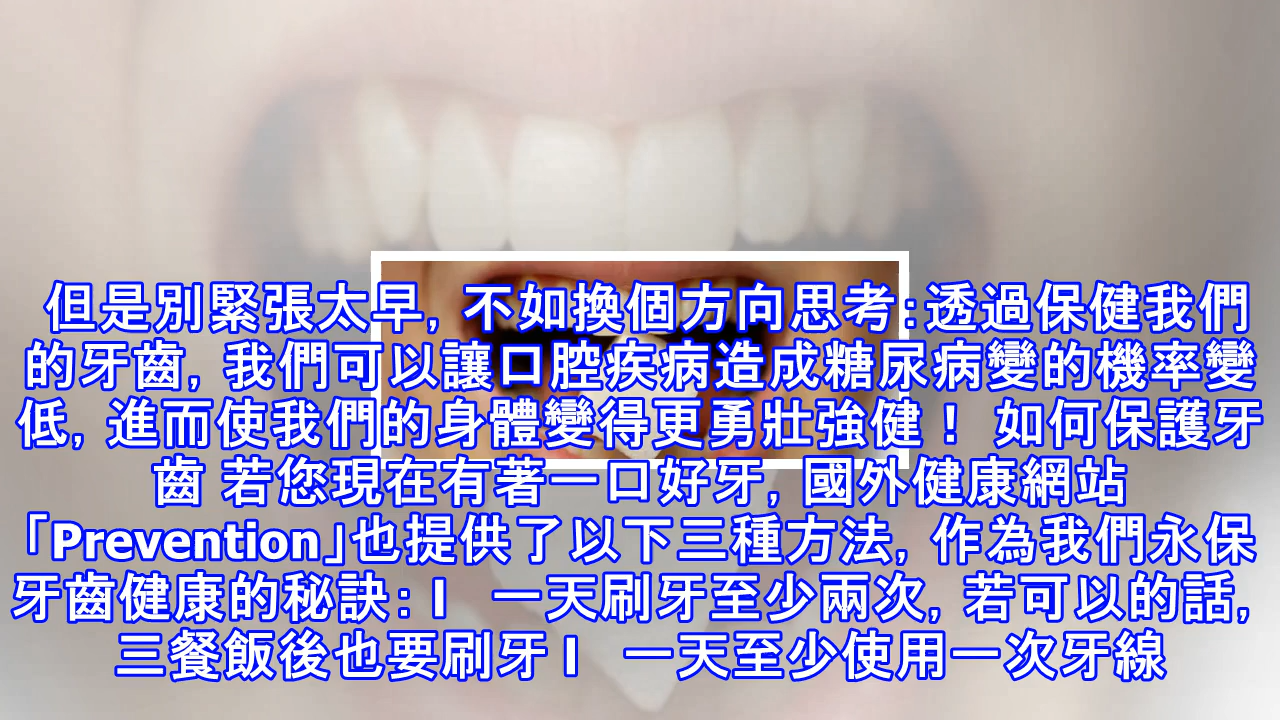 但是別緊張太早, 不如換個方向思考:透過保健我們
的牙齒, 我們可以讓口腔疾病造成糖尿病變的機率變
低, 進而使我們的身體變得更勇壯強健！ 如何保護牙
齒 若您現在有著一口好牙, 國外健康網站
「Prevention」也提供了以下三種方法, 作為我們永保
牙齒健康的秘訣: l 一天刷牙至少兩次, 若可以的話,
三餐飯後也要刷牙 l 一天至少使用一次牙線